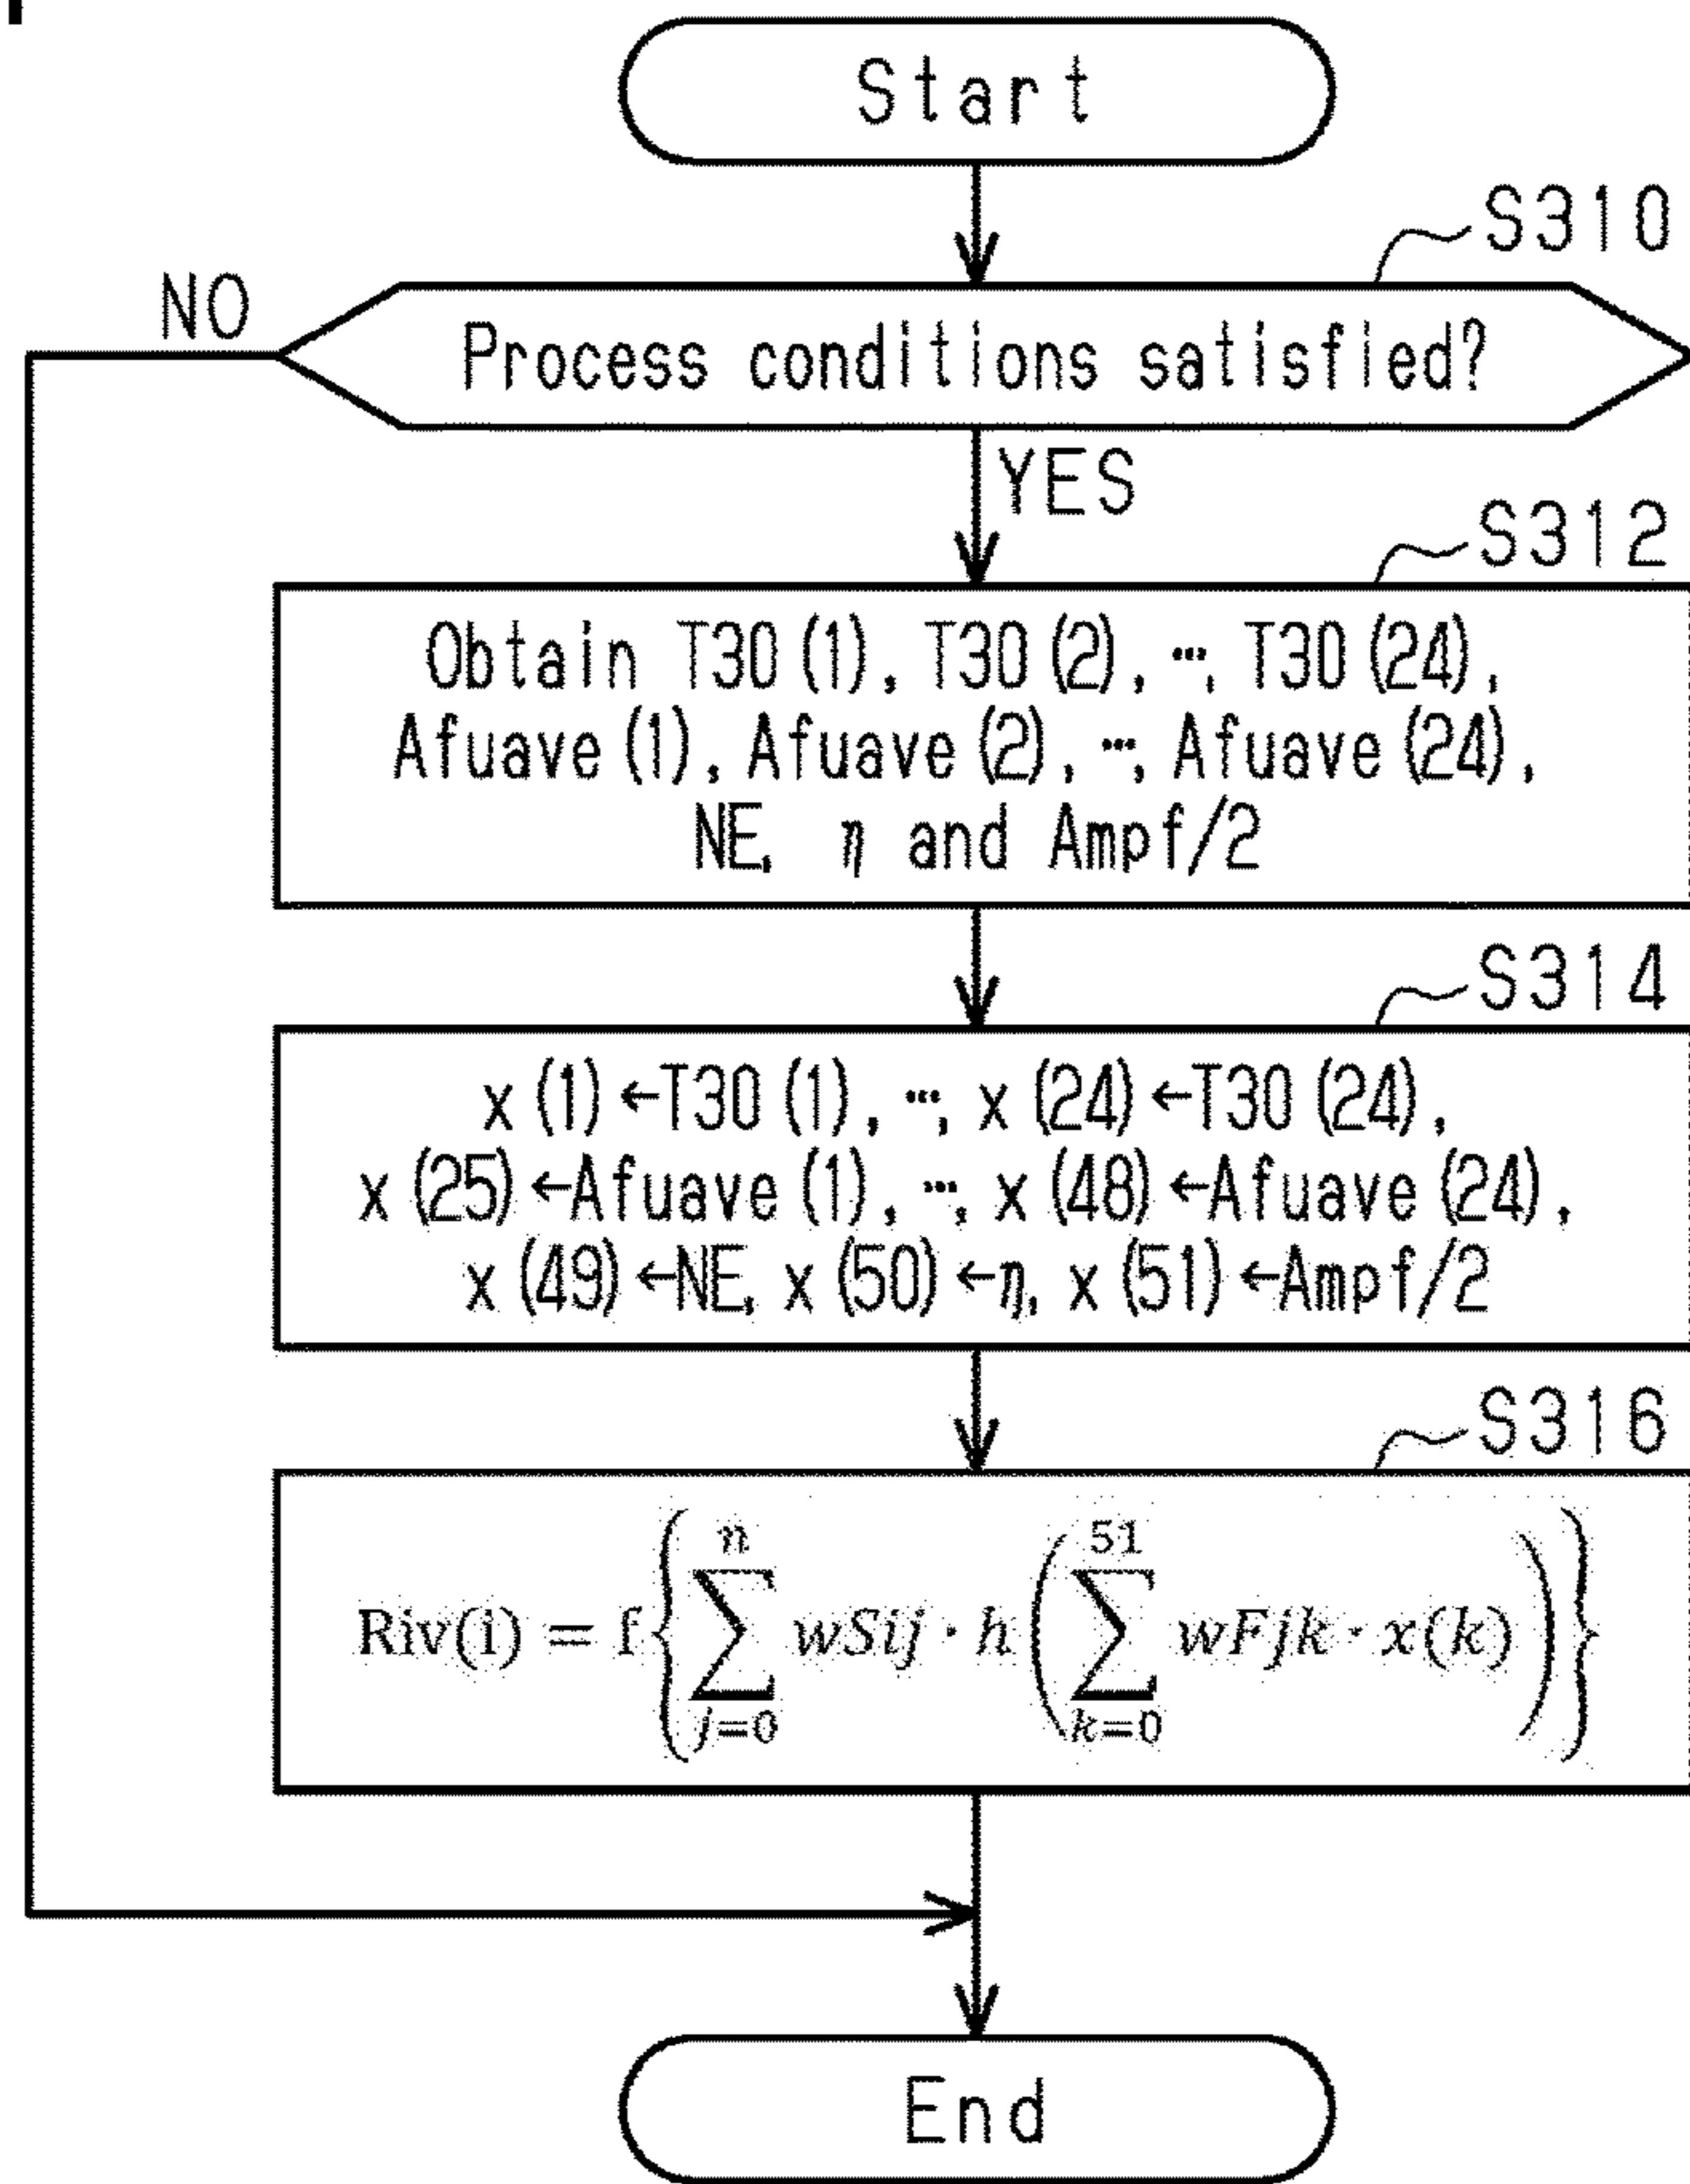 Start
S310
NO
Process conditions satisfied?
YES
S312
Obtain T30(1), T30(2), …, T30(24),
Afuave(1), Afuave(2), …, Afuave(24),
NE, η and Ampf/2
S314
x(1)←T30(1), …, x(24)←T30(24),
x(25)←Afuave(1), …, x(48)←Afuave(24),
x(49)←NE, x(50)←η, x(51)←Ampf/2
S316
Riv(i) = f{∑_{j=0}^{n} wSij · h(∑_{k=0}^{51} wFjk · x(k))}
End